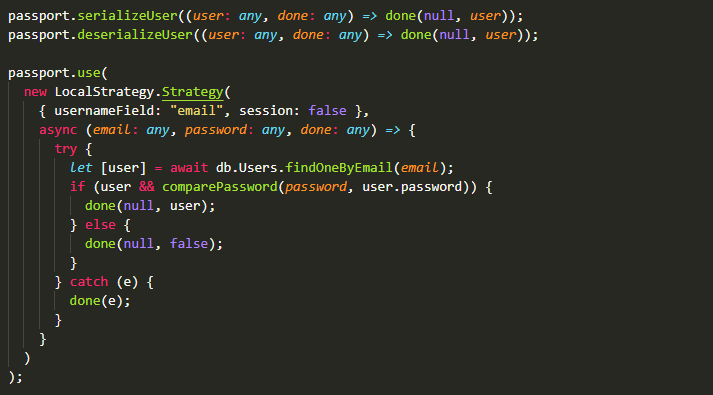 passport.serializeUser((user: any, done: any) => done(null, user));
passport.deserializeUser((user: any, done: any) => done(null, user));

passport.use(
  new LocalStrategy.Strategy(
    { usernameField: "email", session: false },
    async (email: any, password: any, done: any) => {
      try {
        let [user] = await db.Users.findOneByEmail(email);
        if (user && comparePassword(password, user.password)) {
          done(null, user);
        } else {
          done(null, false);
        }
      } catch (e) {
        done(e);
      }
    }
  )
);